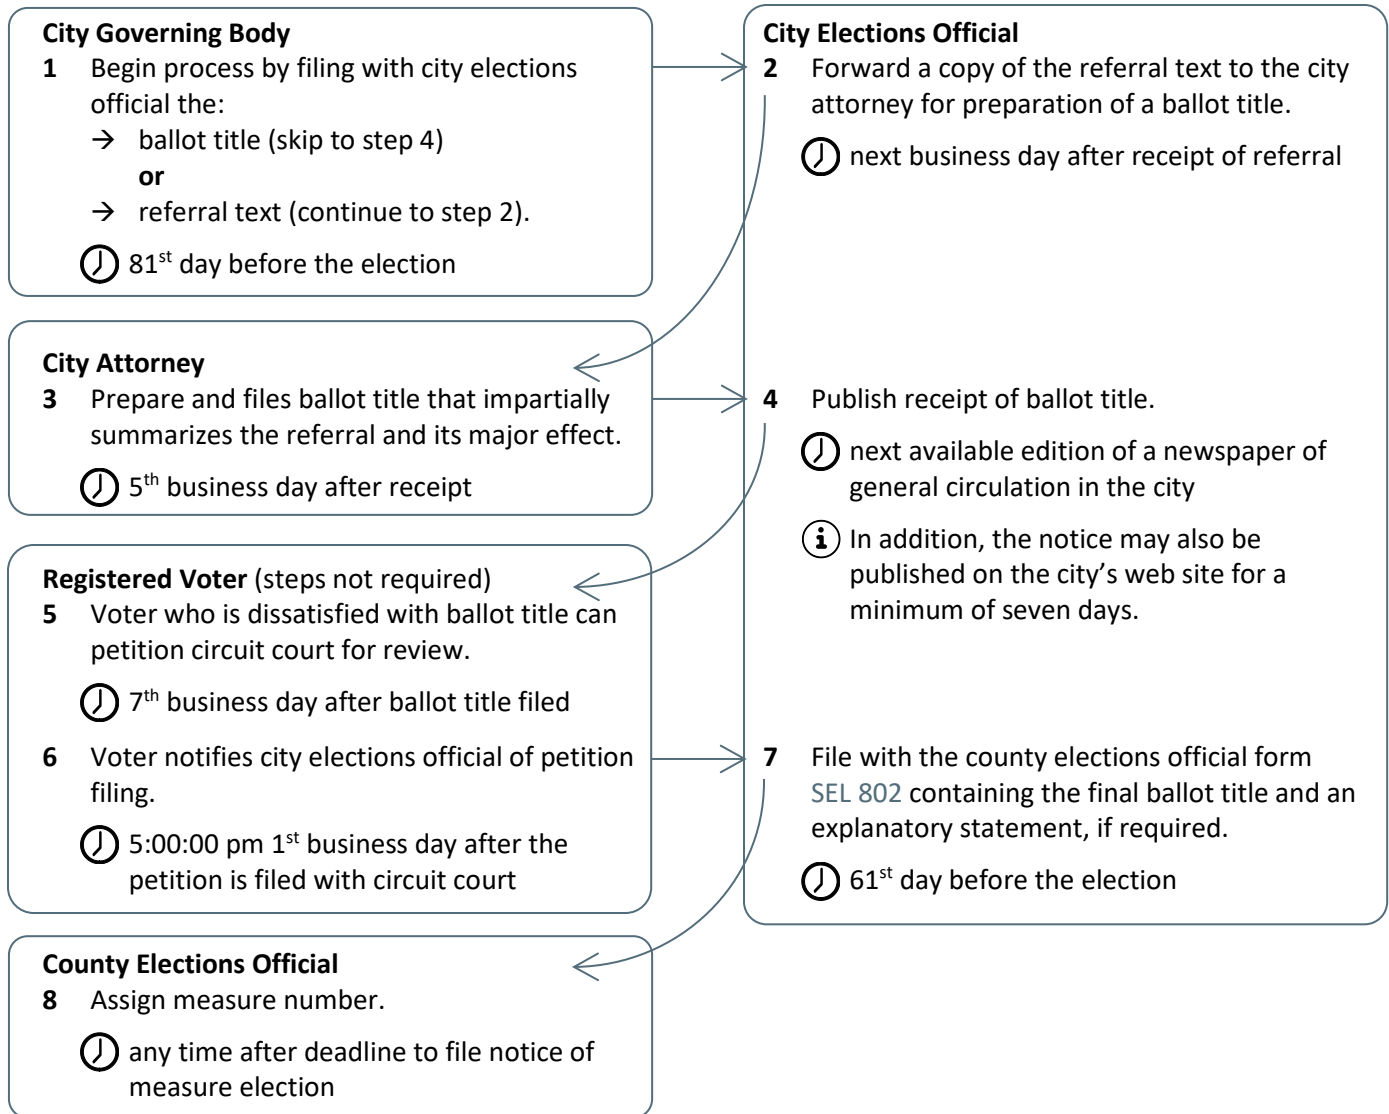 City Governing Body
1 Begin process by filing with city elections
official the:
→ ballot title (skip to step 4)
or
→ referral text (continue to step 2).
81st day before the election
City Elections Official
2 Forward a copy of the referral text to the city
attorney for preparation of a ballot title.
next business day after receipt of referral
City Attorney
3 Prepare and files ballot title that impartially
summarizes the referral and its major effect.
5th business day after receipt
4 Publish receipt of ballot title.
next available edition of a newspaper of
general circulation in the city
In addition, the notice may also be
published on the city's web site for a
minimum of seven days.
Registered Voter (steps not required)
5 Voter who is dissatisfied with ballot title can
petition circuit court for review.
7th business day after ballot title filed
6 Voter notifies city elections official of petition
filing.
5:00:00 pm 1st business day after the
petition is filed with circuit court
7 File with the county elections official form
SEL 802 containing the final ballot title and an
explanatory statement, if required.
61st day before the election
County Elections Official
8 Assign measure number.
any time after deadline to file notice of
measure election